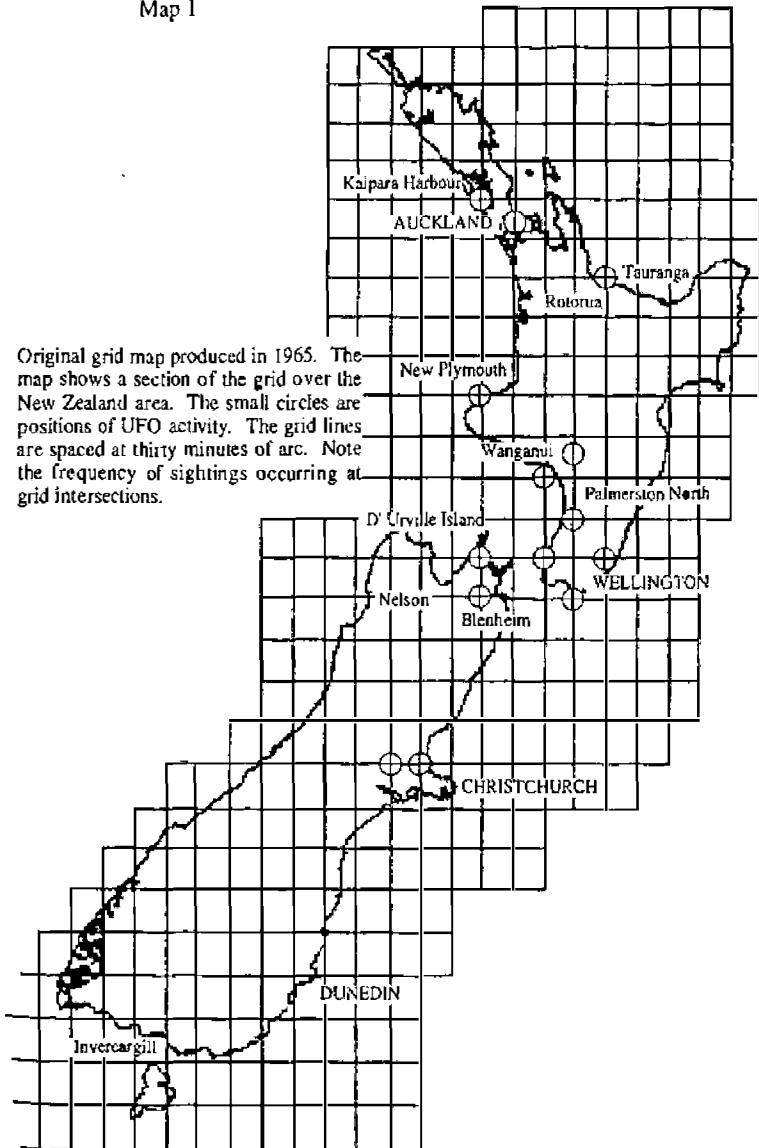 Map 1
Kaipara Harbour
AUCKLAND
Tauranga
Rotorua
Original grid map produced in 1965. The
map shows a section of the grid over the
New Zealand area. The small circles are
positions of UFO activity. The grid lines
are spaced at thirty minutes of arc. Note
the frequency of sightings occurring at
grid intersections.
New Plymouth
Wanganui
Palmerston North
D' Urville Island
WELLINGTON
Nelson
Blenheim
CHRISTCHURCH
DUNEDIN
Invercargill